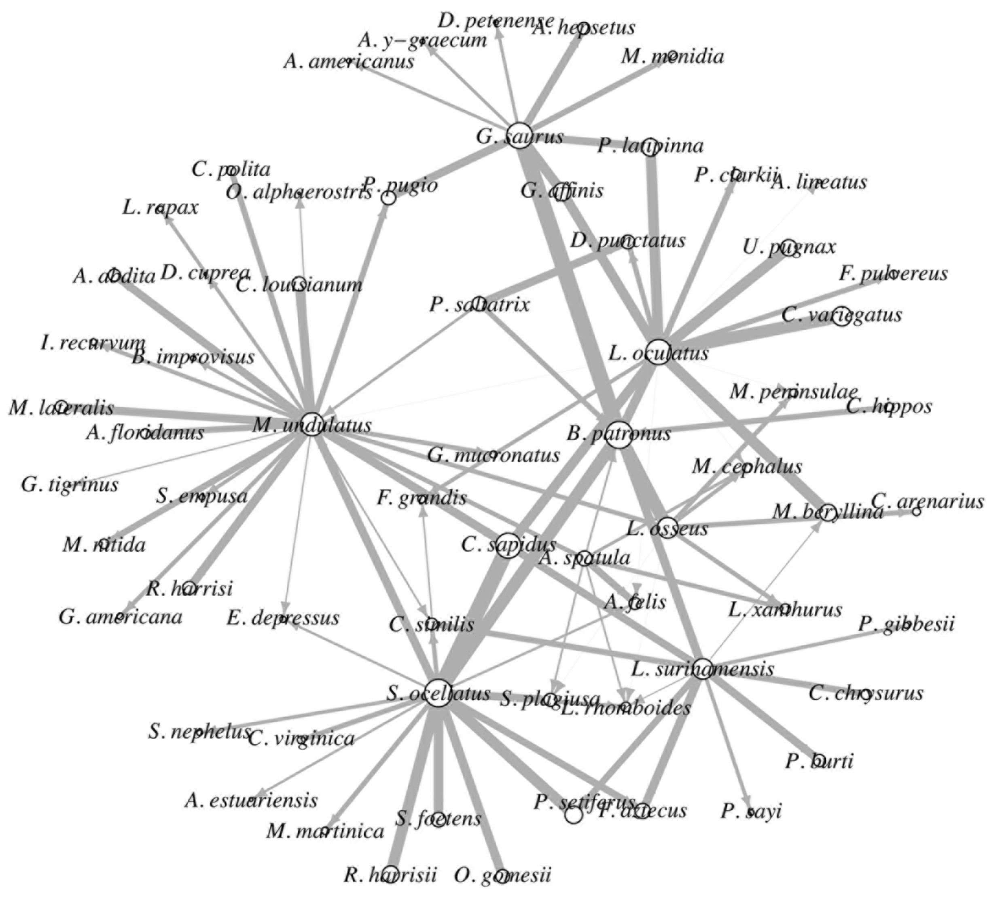 D. petenense
A. hepsetus
A. y-graecum
A. americanus
M. menidia
G. saurus
P. latipinna
C. polita
O. alphaerostris
P. pugio
G. affinis
P. clarkii
A. lineatus
L. rapax
D. punctatus
U. pugnax
A. abdita
D. cuprea
C. louisianum
F. pulvereus
P. saltatrix
C. variegatus
I. recurvum
B. improvisus
L. oculatus
M. lateralis
A. floridanus
M. undulatus
M. peninsulae
C. hippos
B. patronus
G. mucronatus
M. cephalus
G. tigrinus
S. empusa
F. grandis
M. beryllina
C. arenarius
M. nitida
C. sapidus
A. spatula
L. osseus
R. harrisi
G. americana
E. depressus
C. similis
A. felis
L. xanthurus
P. gibbesii
L. surinamensis
S. ocellatus
S. plagiusa
L. rhomboides
C. chrysurus
S. nephelus
C. virginica
P. burti
A. estuariensis
M. martinica
S. foetens
P. setiferus
F. aztecus
P. sayi
R. harrisii
O. gomesii